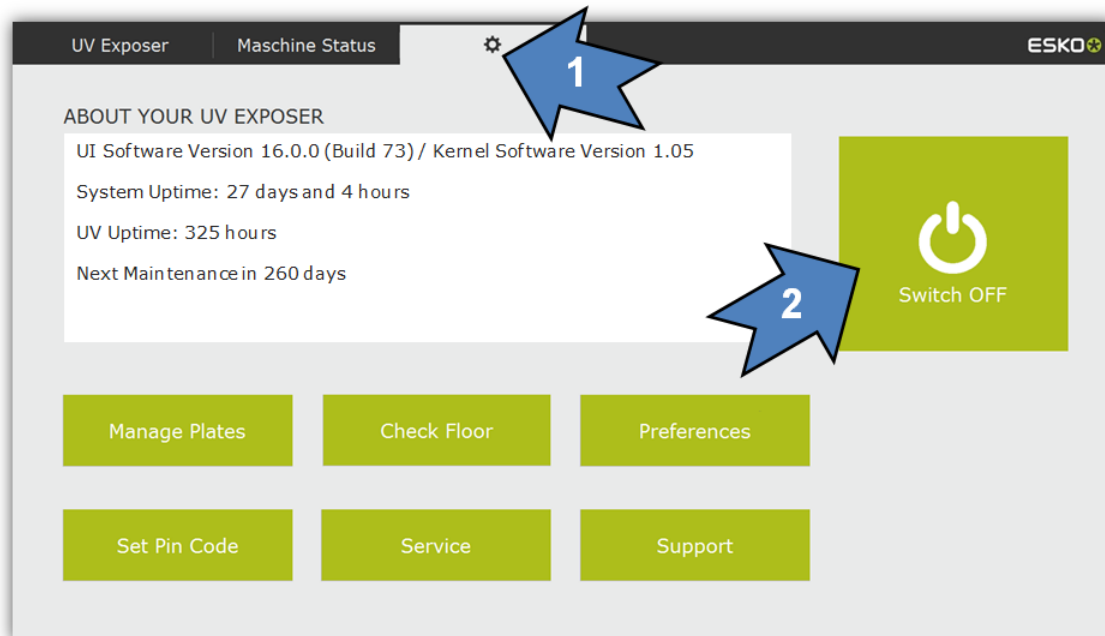 UV Exposer
Maschine Status
ESKO
1
ABOUT YOUR UV EXPOSER
UI Software Version 16.0.0 (Build 73) / Kernel Software Version 1.05
System Uptime: 27 days and 4 hours
UV Uptime: 325 hours
Next Maintenance in 260 days
2
Switch OFF
Manage Plates
Check Floor
Preferences
Set Pin Code
Service
Support